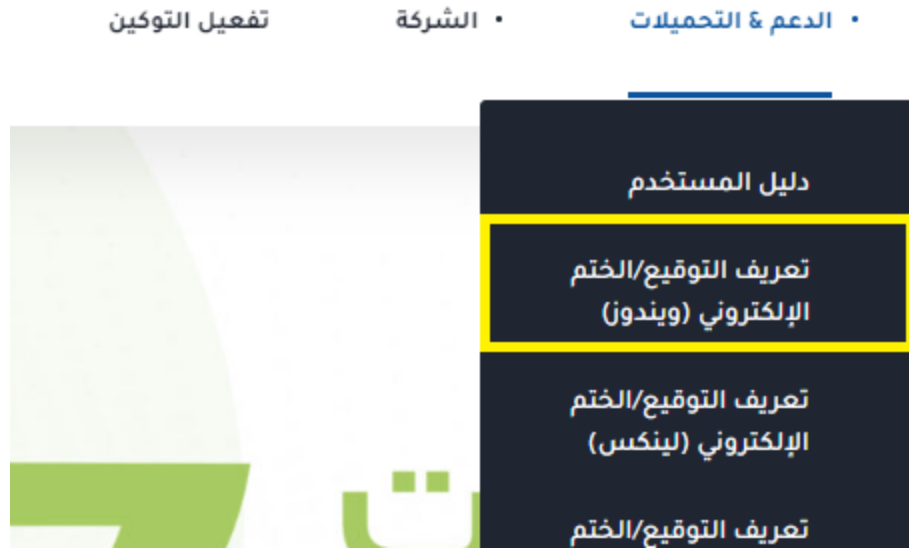 • الدعم & التحميلات • الشركة تفعيل التوكين
دليل المستخدم
تعريف التوقيع/الختم
الإلكتروني (ويندوز)
تعريف التوقيع/الختم
الإلكتروني (لينكس)
تعريف التوقيع/الختم